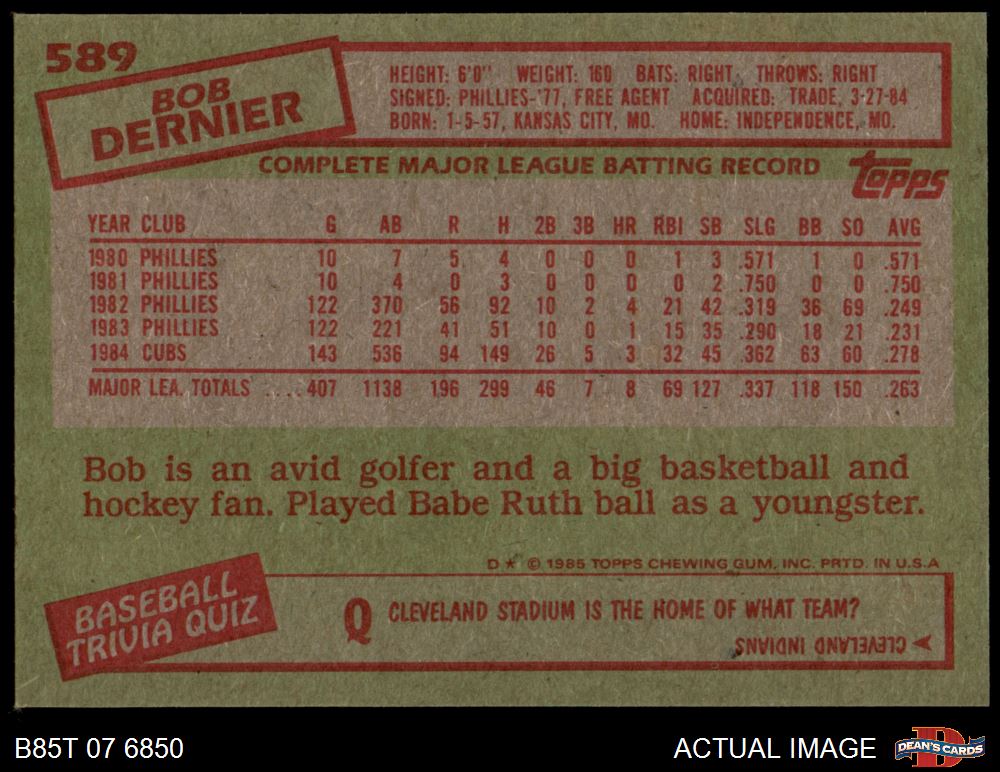 589
BOB
DERNIER
HEIGHT: 6'0" WEIGHT: 160 BATS: RIGHT THROWS: RIGHT
SIGNED: PHILLIES-'77, FREE AGENT ACQUIRED: TRADE, 3-27-84
BORN: 1-5-57, KANSAS CITY, MO. HOME: INDEPENDENCE, MO.
COMPLETE MAJOR LEAGUE BATTING RECORD
topps
YEAR CLUB G AB R H 2B 3B HR RBI SB SLG BB SO AVG
1980 PHILLIES 10 7 5 4 0 0 0 1 3 .571 1 0 .571
1981 PHILLIES 10 4 0 3 0 0 0 0 2 .750 0 0 .750
1982 PHILLIES 122 370 56 92 10 2 4 21 42 .319 36 69 .249
1983 PHILLIES 122 221 41 51 10 0 1 15 35 .290 18 21 .231
1984 CUBS 143 536 94 149 26 5 3 32 45 .362 63 60 .278
MAJOR LEA. TOTALS ..... 407 1138 196 299 46 7 8 69 127 .337 118 150 .263
Bob is an avid golfer and a big basketball and
hockey fan. Played Babe Ruth ball as a youngster.
D★ © 1985 TOPPS CHEWING GUM, INC. PRTD. IN U.S.A
BASEBALL
TRIVIA QUIZ
Q CLEVELAND STADIUM IS THE HOME OF WHAT TEAM?
CLEVELAND INDIANS
B85T 07 6850
ACTUAL IMAGE
D
DEAN'S CARDS